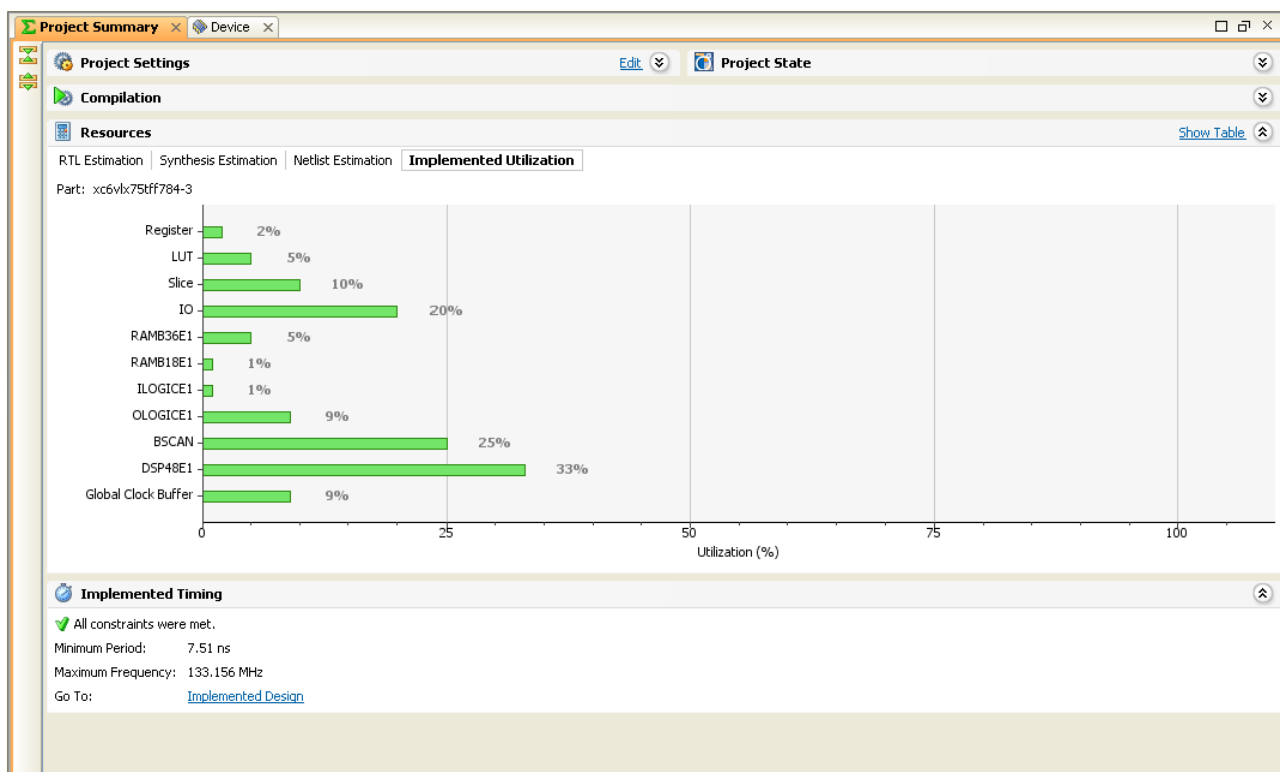 Project Summary
Device
Project Settings
Edit
Project State
Compilation
Resources
Show Table
RTL Estimation
Synthesis Estimation
Netlist Estimation
Implemented Utilization
Part: xc6vlx75tff784-3
Register 2%
LUT 5%
Slice 10%
IO 20%
RAMB36E1 5%
RAMB18E1 1%
ILOGICE1 1%
OLOGICE1 9%
BSCAN 25%
DSP48E1 33%
Global Clock Buffer 9%
0 25 50 75 100
Utilization (%)
Implemented Timing
All constraints were met.
Minimum Period: 7.51 ns
Maximum Frequency: 133.156 MHz
Go To: Implemented Design